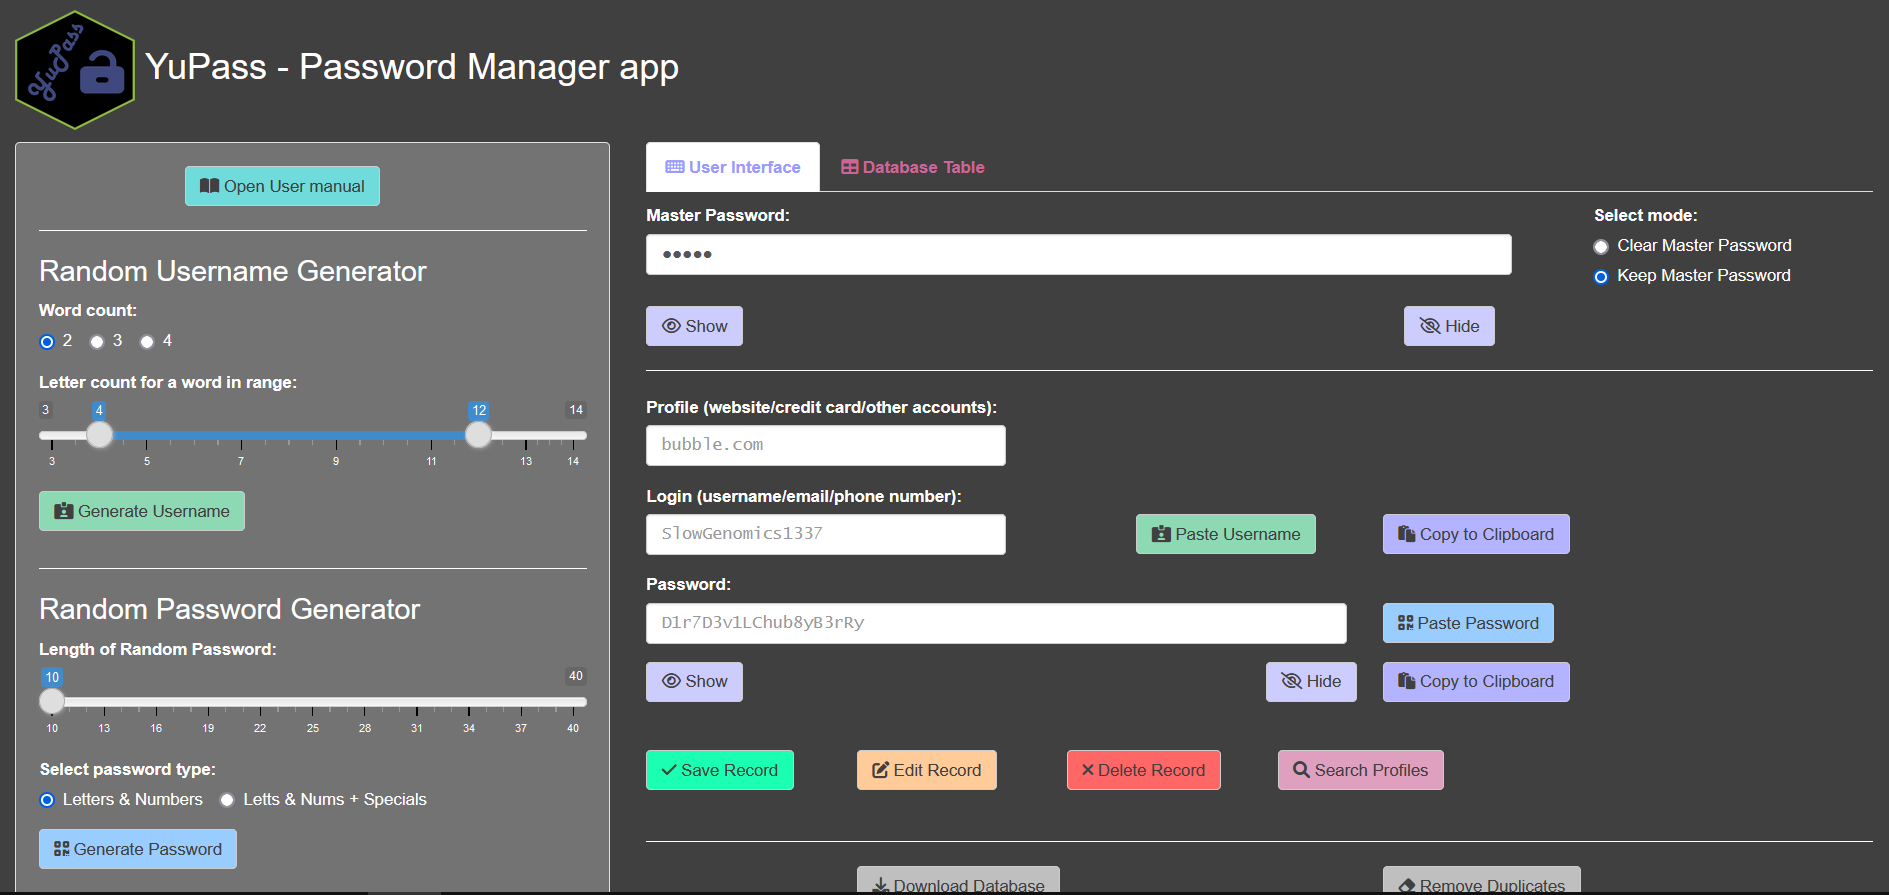 YuPass
YuPass - Password Manager app
Open User manual
Random Username Generator
Word count:
2 3 4
Letter count for a word in range:
3 4 12 14
3 5 7 9 11 13 14
Generate Username
Random Password Generator
Length of Random Password:
10 40
10 13 16 19 22 25 28 31 34 37 40
Select password type:
Letters & Numbers Letts & Nums + Specials
Generate Password
User Interface Database Table
Master Password:
•••••
Show Hide
Select mode:
Clear Master Password
Keep Master Password
Profile (website/credit card/other accounts):
bubble.com
Login (username/email/phone number):
SlowGenomics1337 Paste Username Copy to Clipboard
Password:
D1r7D3v1LChub8yB3rRy Paste Password
Show Hide Copy to Clipboard
Save Record Edit Record Delete Record Search Profiles
Download Database Remove Duplicates